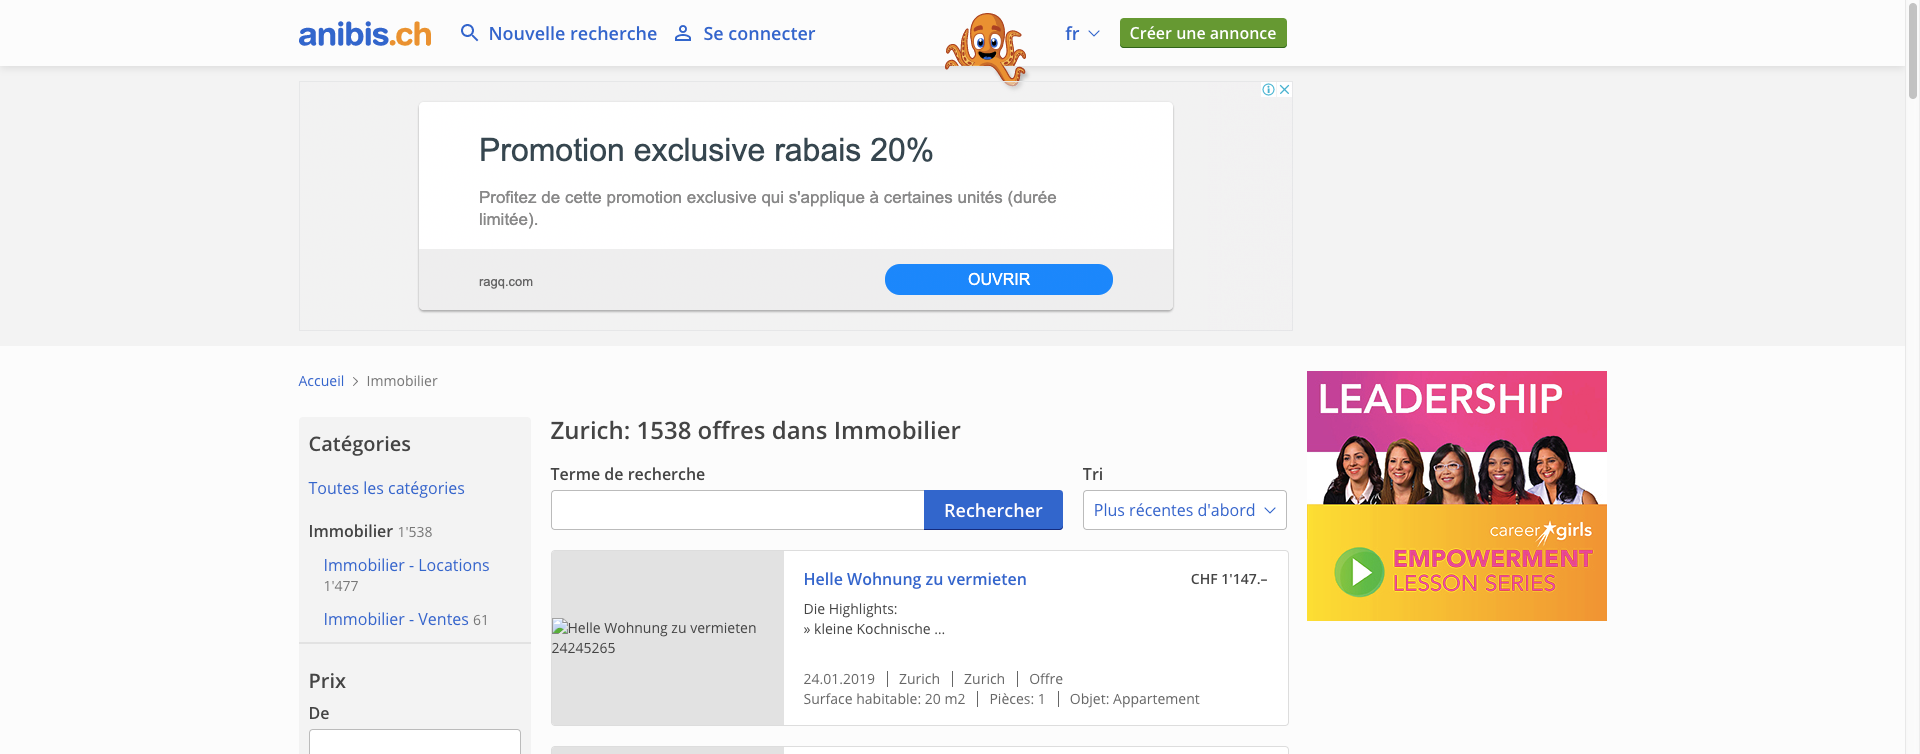 anibis.ch
Nouvelle recherche
Se connecter
fr
Créer une annonce
Promotion exclusive rabais 20%
Profitez de cette promotion exclusive qui s'applique à certaines unités (durée
limitée).
ragq.com
OUVRIR
Accueil > Immobilier
Catégories
Toutes les catégories
Immobilier 1'538
Immobilier - Locations
1'477
Immobilier - Ventes 61
Prix
De
Zurich: 1538 offres dans Immobilier
Terme de recherche
Rechercher
Tri
Plus récentes d'abord
Helle Wohnung zu vermieten
24245265
Helle Wohnung zu vermieten
CHF 1'147.–
Die Highlights:
» kleine Kochnische ...
24.01.2019 | Zurich | Zurich | Offre
Surface habitable: 20 m2 | Pièces: 1 | Objet: Appartement
LEADERSHIP
career girls
EMPOWERMENT
LESSON SERIES